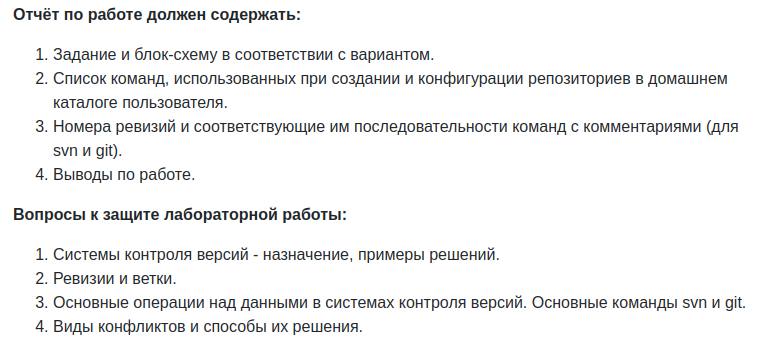 Отчёт по работе должен содержать:
1. Задание и блок-схему в соответствии с вариантом.
2. Список команд, использованных при создании и конфигурации репозиториев в домашнем
каталоге пользователя.
3. Номера ревизий и соответствующие им последовательности команд с комментариями (для
svn и git).
4. Выводы по работе.
Вопросы к защите лабораторной работы:
1. Системы контроля версий - назначение, примеры решений.
2. Ревизии и ветки.
3. Основные операции над данными в системах контроля версий. Основные команды svn и git.
4. Виды конфликтов и способы их решения.